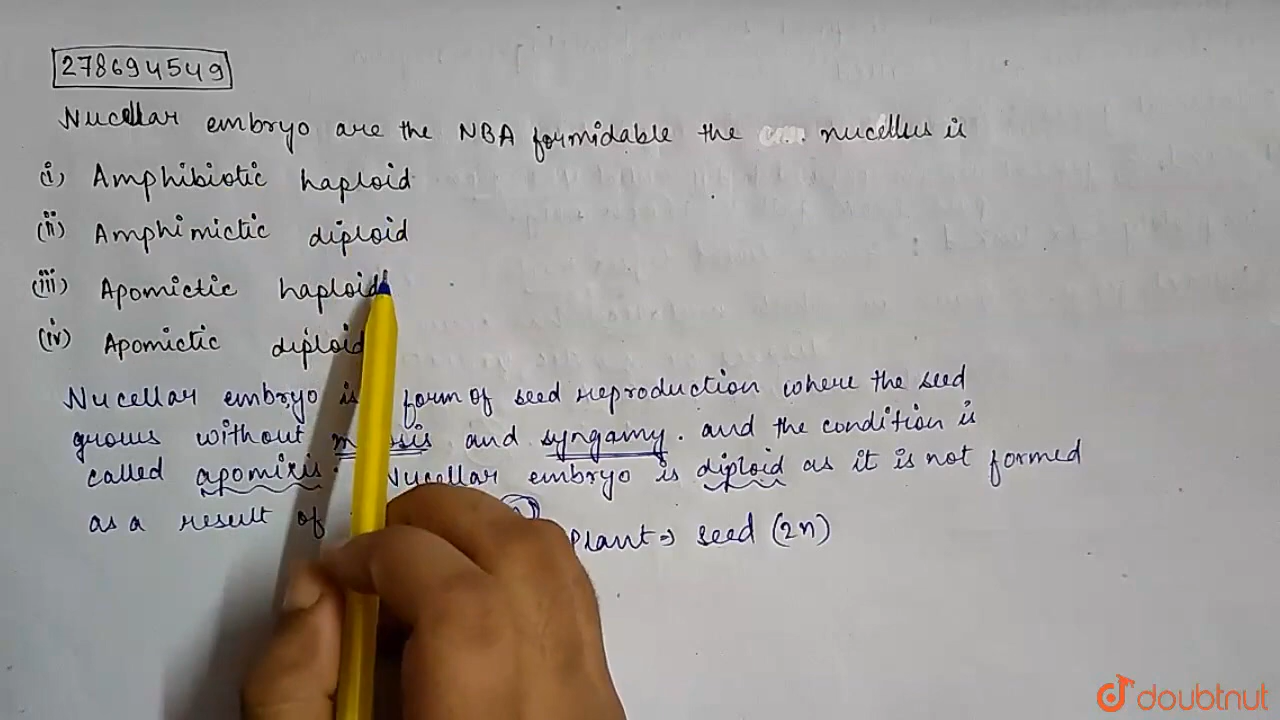 278694549
Nucellar embryo are the NBA formidable the nucellus is
(i) Amphibiotic haploid
(ii) Amphimictic diploid
(iii) Apomictic haploid
(iv) Apomictic diploid
Nucellar embryo is form of seed reproduction where the seed
grows without and syngamy. and the condition is
called apomixis Nucellar embryo is diploid as it is not formed
as a result of
Plant => seed (2n)
doubtnut